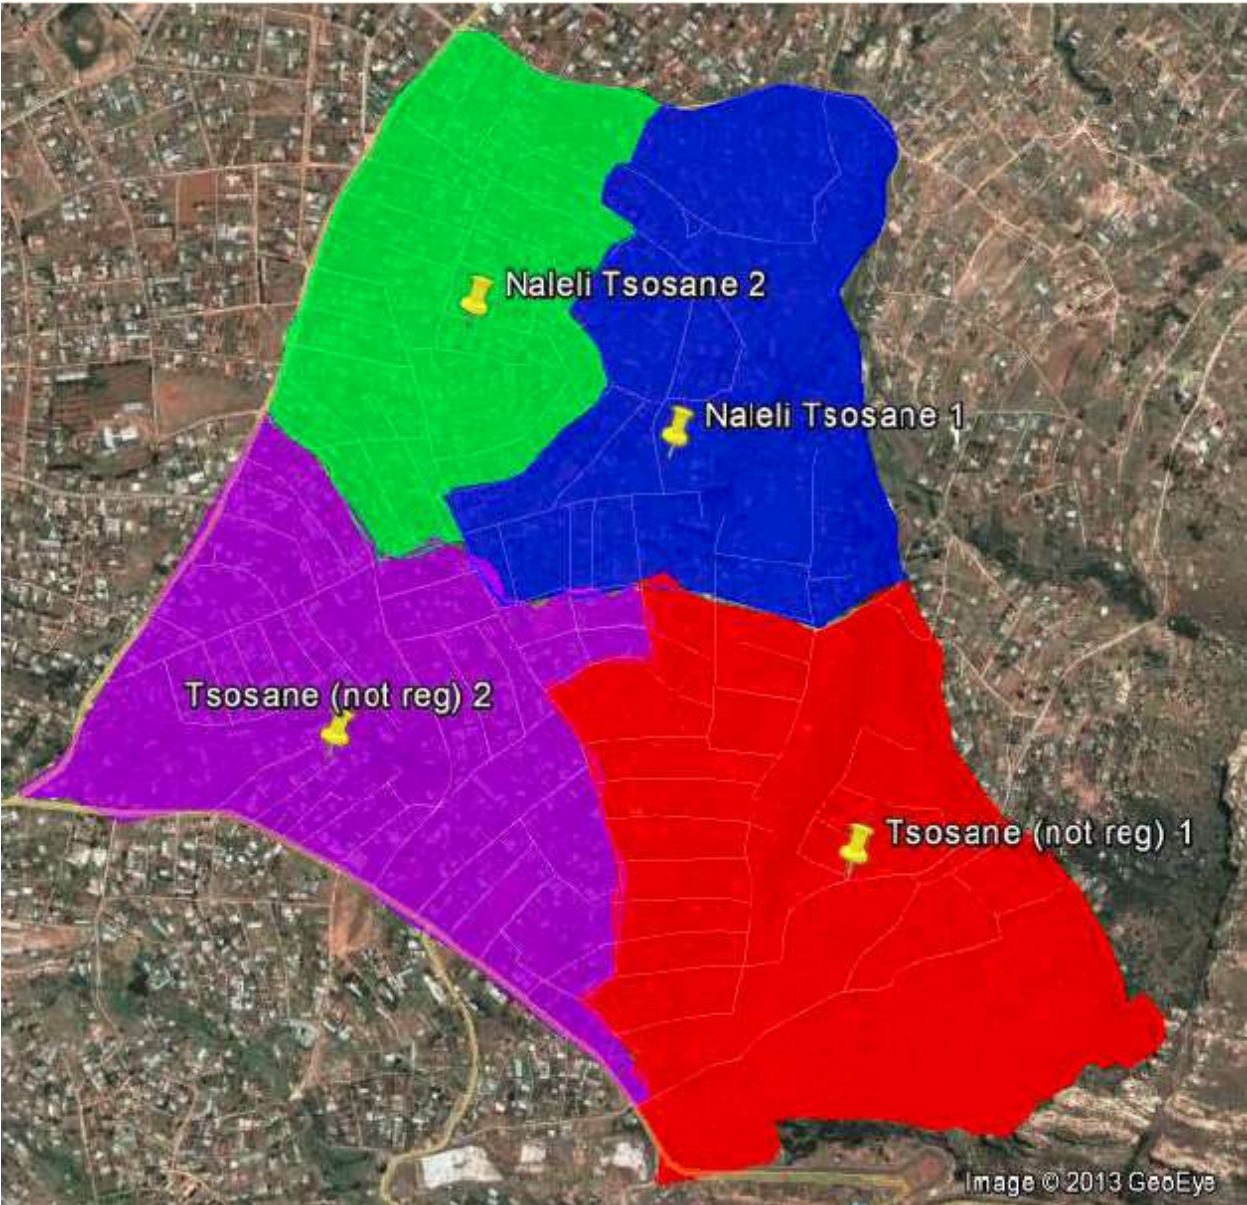 Naleli Tsosane 2
Naleli Tsosane 1
Tsosane (not reg) 2
Tsosane (not reg) 1
Image © 2013 GeoEye